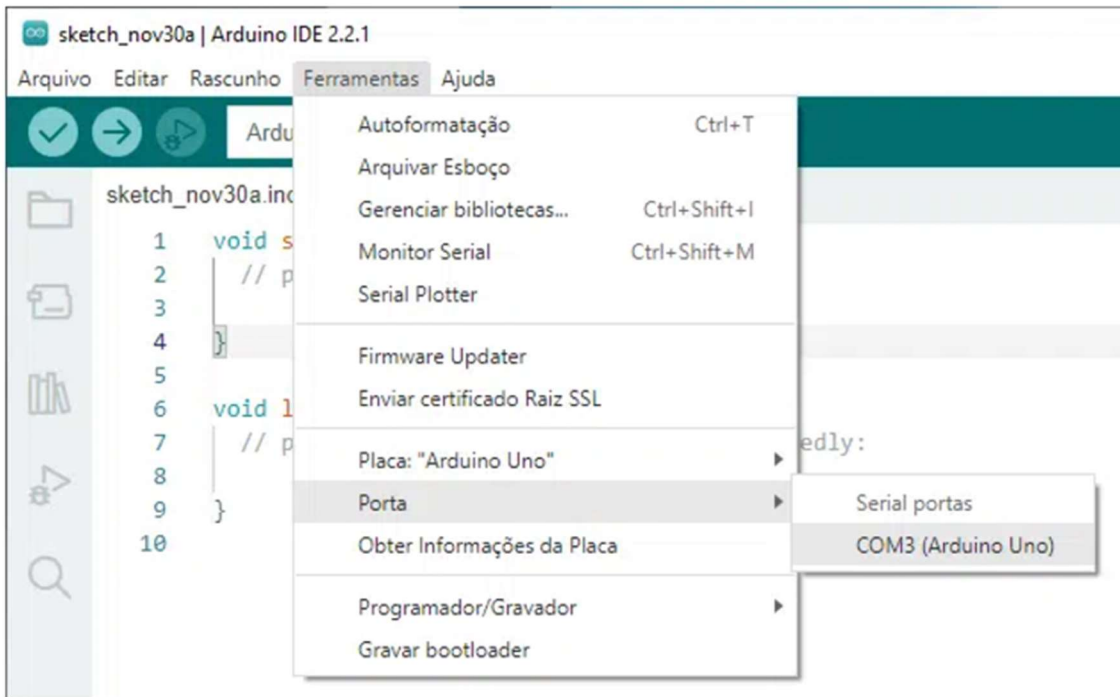 sketch_nov30a | Arduino IDE 2.2.1
Arquivo Editar Rascunho Ferramentas Ajuda
Ardu
sketch_nov30a.ino
Autoformatação Ctrl+T
Arquivar Esboço
Gerenciar bibliotecas... Ctrl+Shift+I
Monitor Serial Ctrl+Shift+M
Serial Plotter
Firmware Updater
Enviar certificado Raiz SSL
Placa: "Arduino Uno"
Porta
Obter Informações da Placa
Programador/Gravador
Gravar bootloader
Serial portas
COM3 (Arduino Uno)
1 void s
2 // p
3
4 }
5
6 void l
7 // p edly:
8
9 }
10